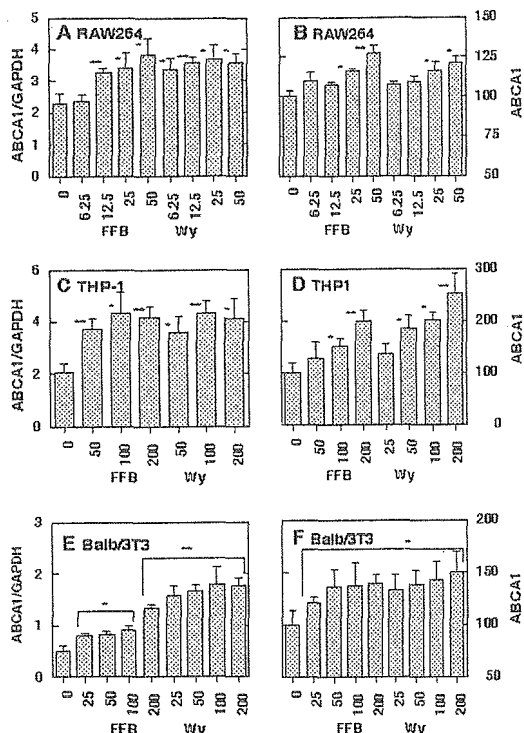 A RAW264
ABCA1/GAPDH
5
4
3
2
1
0
0 6.25 12.5 25 50 6.25 12.5 25 50
FFB Wy
B RAW264
ABCA1
150
125
100
75
50
0 6.25 12.5 25 50 6.25 12.5 25 50
FFB Wy
C THP-1
ABCA1/GAPDH
6
4
2
0
0 50 100 200 50 100 200
FFB Wy
D THP1
ABCA1
300
200
100
0
0 50 100 200 25 50 100 200
FFB Wy
E Balb/3T3
ABCA1/GAPDH
3
2
1
0
0 25 50 100 200 25 50 100 200
FFB Wy
F Balb/3T3
ABCA1
200
150
100
50
0 25 50 100 200 25 50 100 200
FFB Wy